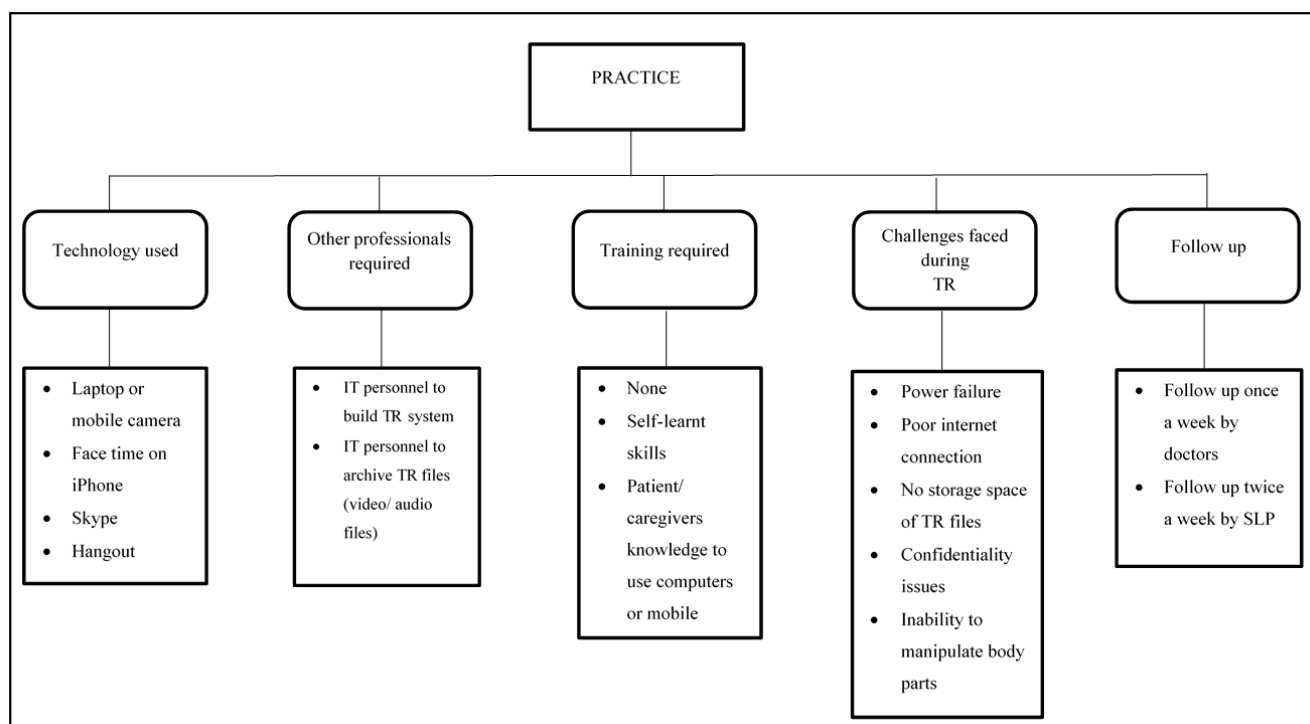 PRACTICE
Technology used
Other professionals
required
Training required
Challenges faced
during
TR
Follow up
• Laptop or
mobile camera
• Face time on
iPhone
• Skype
• Hangout
• IT personnel to
build TR system
• IT personnel to
archive TR files
(video/ audio
files)
• None
• Self-learnt
skills
• Patient/
caregivers
knowledge to
use computers
or mobile
• Power failure
• Poor internet
connection
• No storage space
of TR files
• Confidentiality
issues
• Inability to
manipulate body
parts
• Follow up once
a week by
doctors
• Follow up twice
a week by SLP